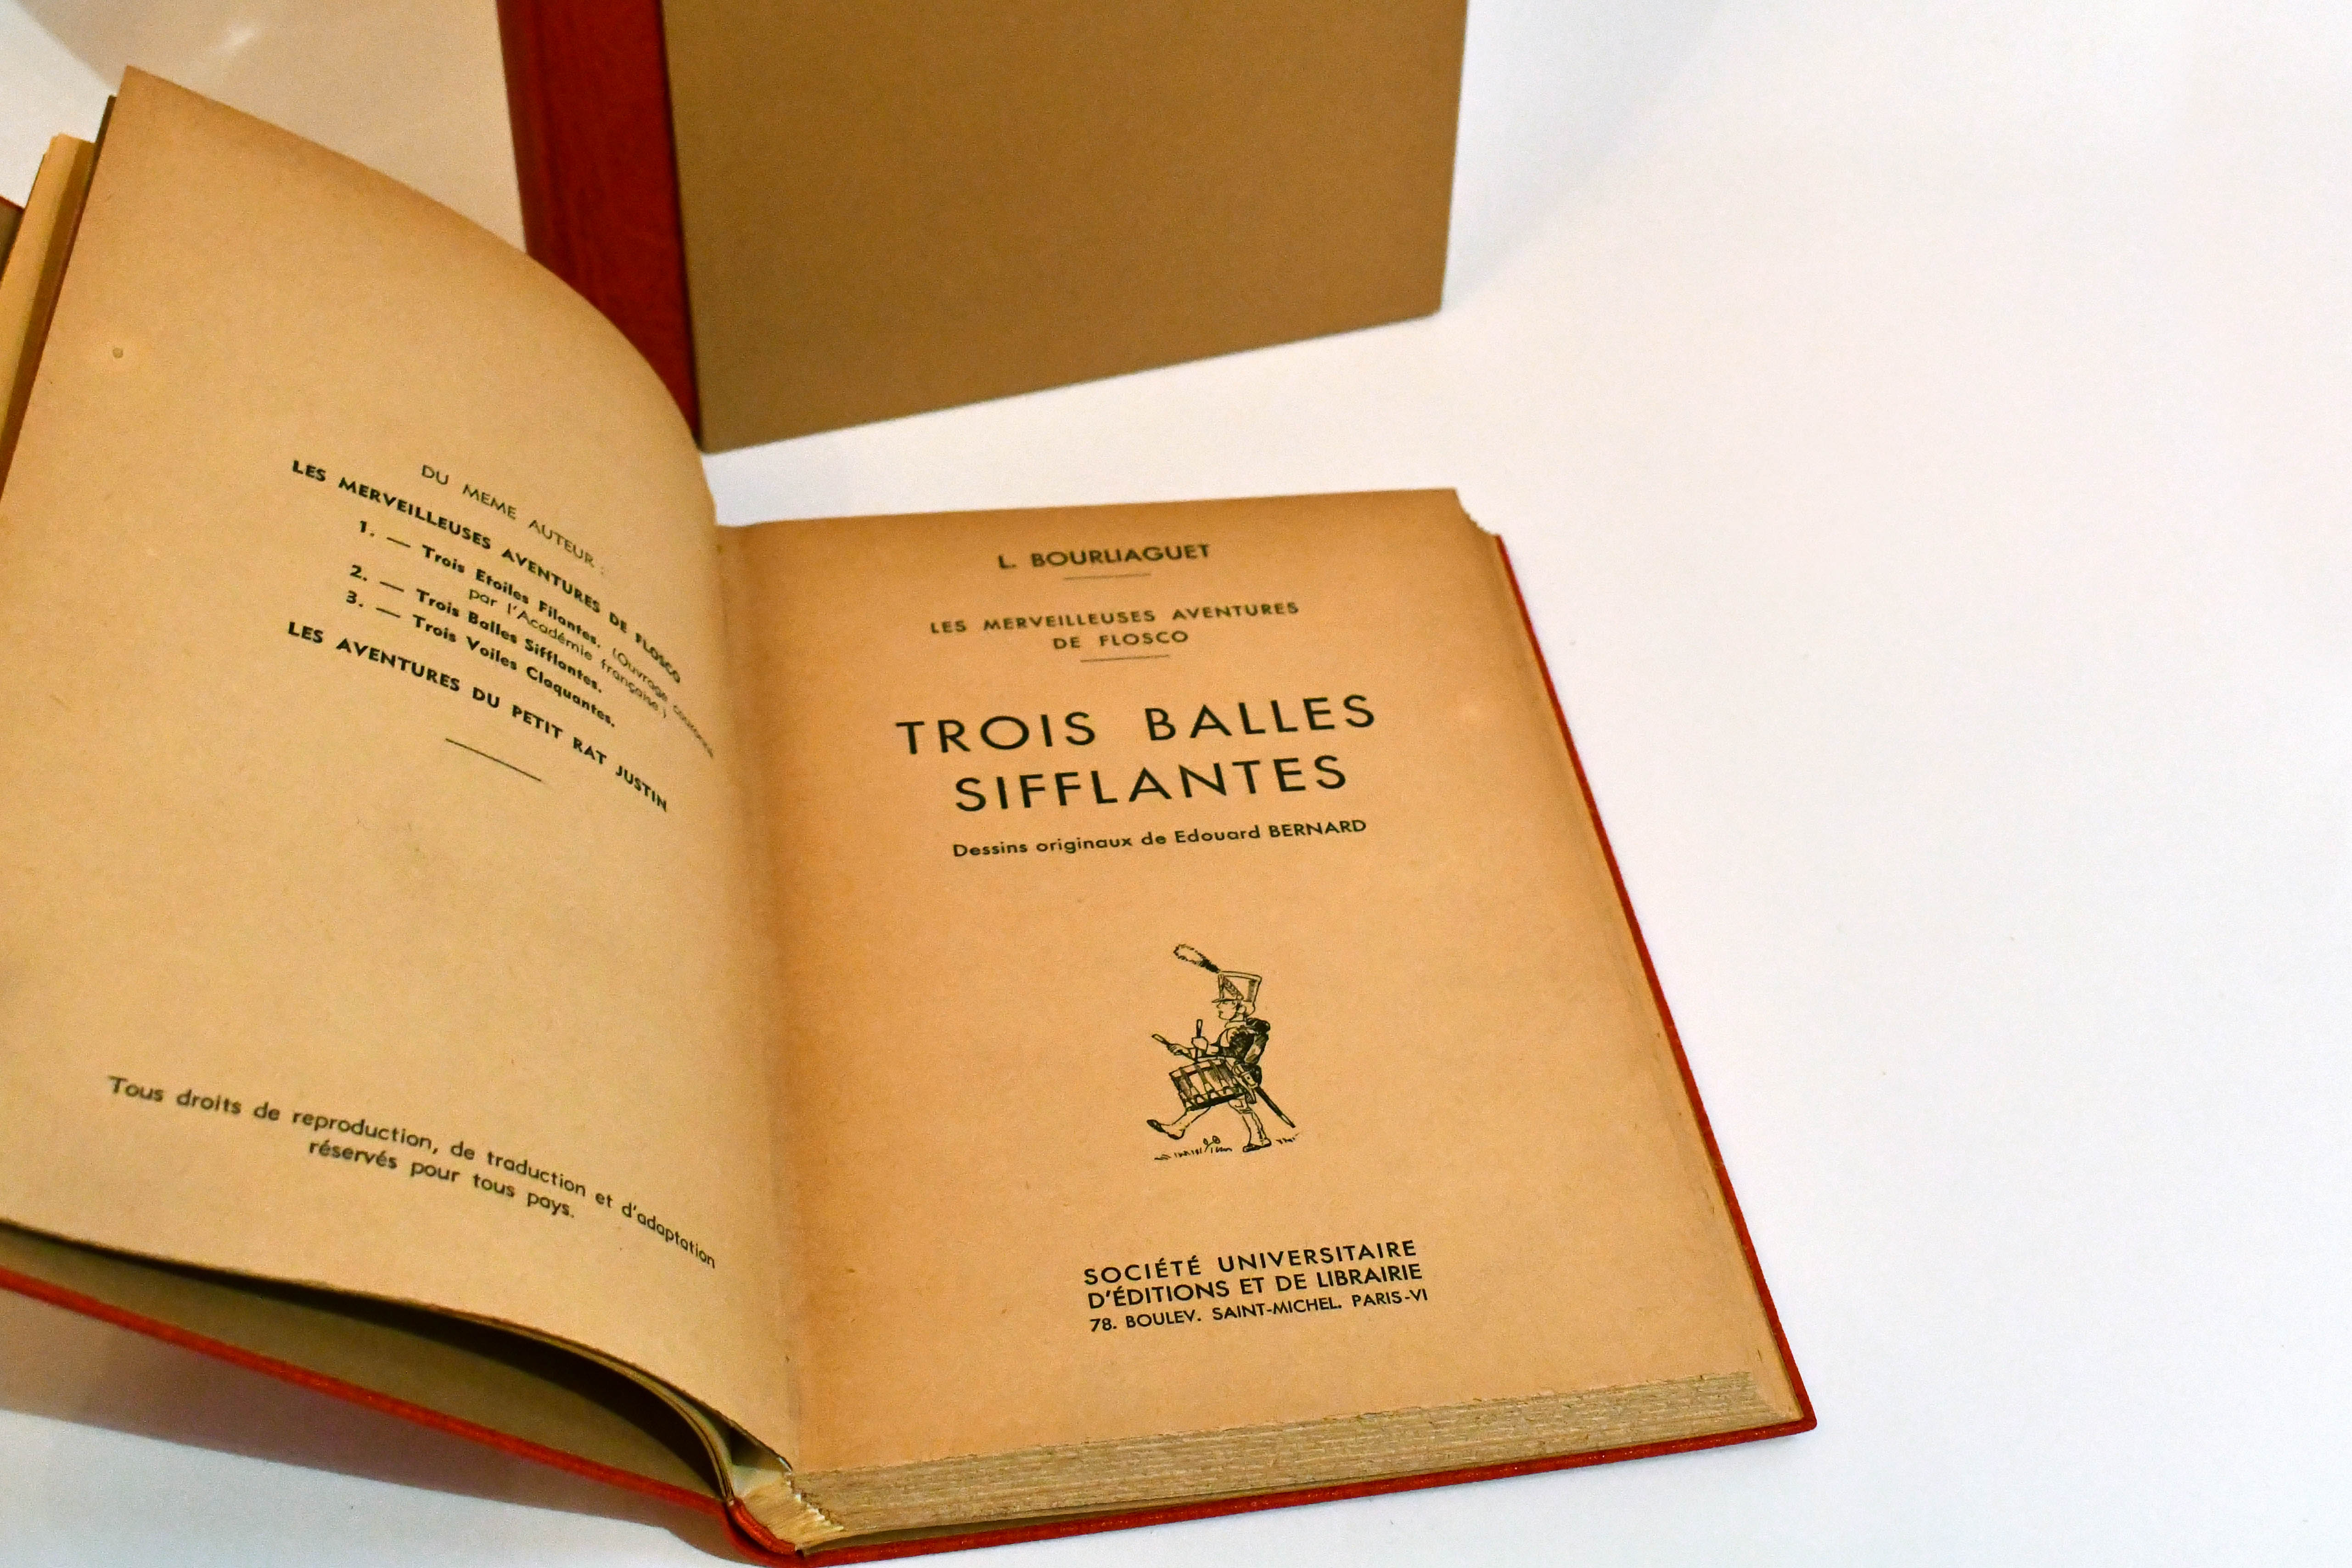 DU MEME AUTEUR :
LES MERVEILLEUSES AVENTURES DE FLOSCO
1. — Trois Etoiles Filantes. (Ouvrage couronné
par l'Académie française)
2. — Trois Balles Sifflantes.
3. — Trois Voiles Claquantes.
LES AVENTURES DU PETIT RAT JUSTIN
Tous droits de reproduction, de traduction et d'adaptation
réservés pour tous pays.
L. BOURLIAGUET
LES MERVEILLEUSES AVENTURES
DE FLOSCO
TROIS BALLES
SIFFLANTES
Dessins originaux de Edouard BERNARD
SOCIÉTÉ UNIVERSITAIRE
D'ÉDITIONS ET DE LIBRAIRIE
78. BOULEV. SAINT-MICHEL. PARIS-VI